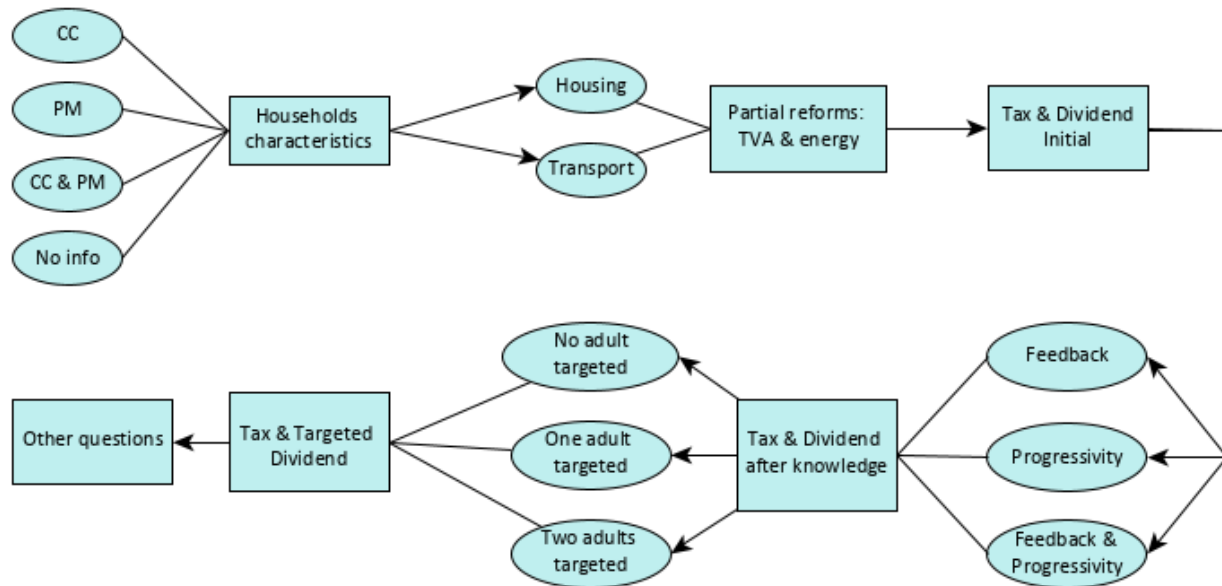 CC
PM
CC & PM
No info
Households
characteristics
Housing
Transport
Partial reforms:
TVA & energy
Tax & Dividend
Initial
Feedback
Progressivity
Feedback &
Progressivity
Tax & Dividend
after knowledge
No adult
targeted
One adult
targeted
Two adults
targeted
Tax & Targeted
Dividend
Other questions